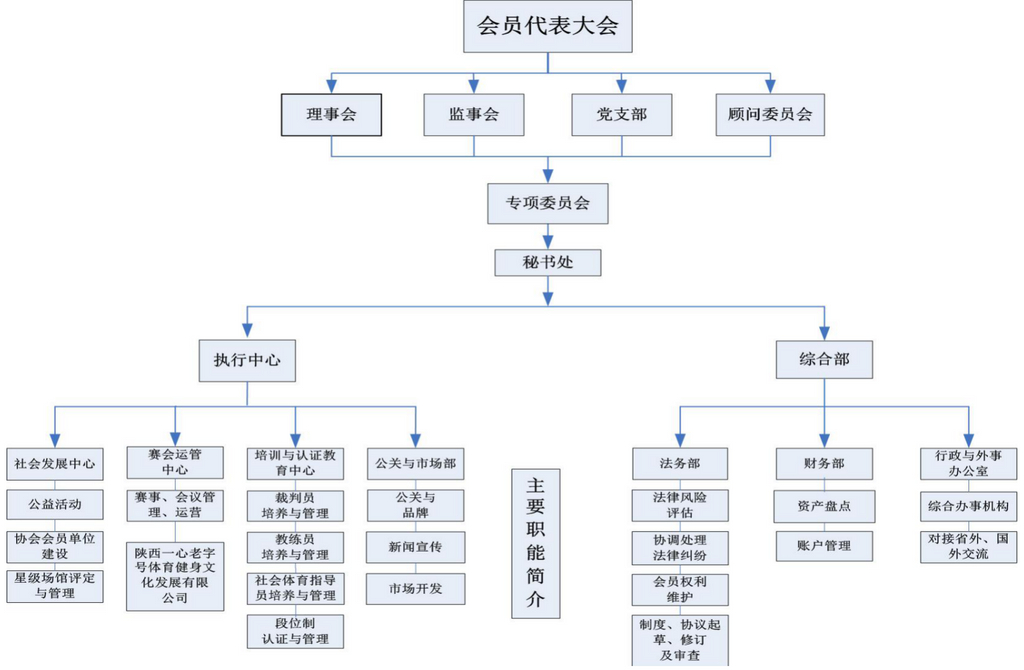 会员代表大会
理事会
监事会
党支部
顾问委员会
专项委员会
秘书处
执行中心
综合部
社会发展中心
公益活动
协会会员单位
建设
星级场馆评定
与管理
赛会运管
中心
赛事、会议管
理、运营
陕西一心老字
号体育健身文
化发展有限
公司
培训与认证教
育中心
裁判员
培养与管理
教练员
培养与管理
社会体育指导
员培养与管理
段位制
认证与管理
公关与市场部
公关与
品牌
新闻宣传
市场开发
主要职能简介
法务部
法律风险
评估
协调处理
法律纠纷
会员权利
维护
制度、协议起
草、修订
及审查
财务部
资产盘点
账户管理
行政与外事
办公室
综合办事机构
对接省外、国
外交流